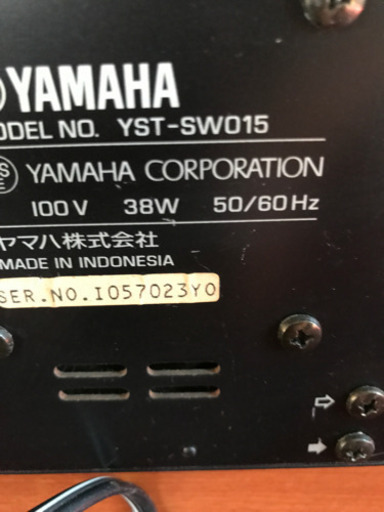 YAMAHA
MODEL NO. YST-SW015
YAMAHA CORPORATION
100V 38W 50/60Hz
ヤマハ株式会社
MADE IN INDONESIA
SER.NO.I057023YO